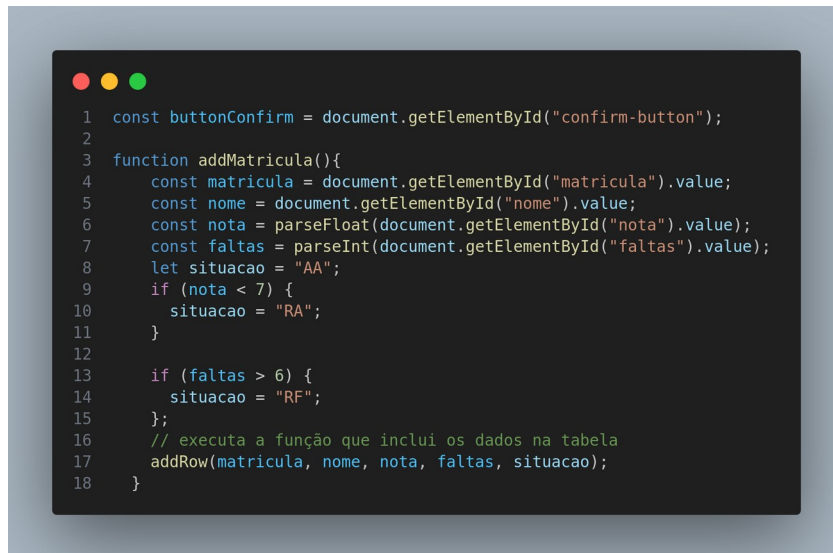 1 const buttonConfirm = document.getElementById("confirm-button");
2
3 function addMatricula(){
4     const matricula = document.getElementById("matricula").value;
5     const nome = document.getElementById("nome").value;
6     const nota = parseFloat(document.getElementById("nota").value);
7     const faltas = parseInt(document.getElementById("faltas").value);
8     let situacao = "AA";
9     if (nota < 7) {
10       situacao = "RA";
11     }
12
13     if (faltas > 6) {
14       situacao = "RF";
15     };
16     // executa a função que inclui os dados na tabela
17     addRow(matricula, nome, nota, faltas, situacao);
18   }